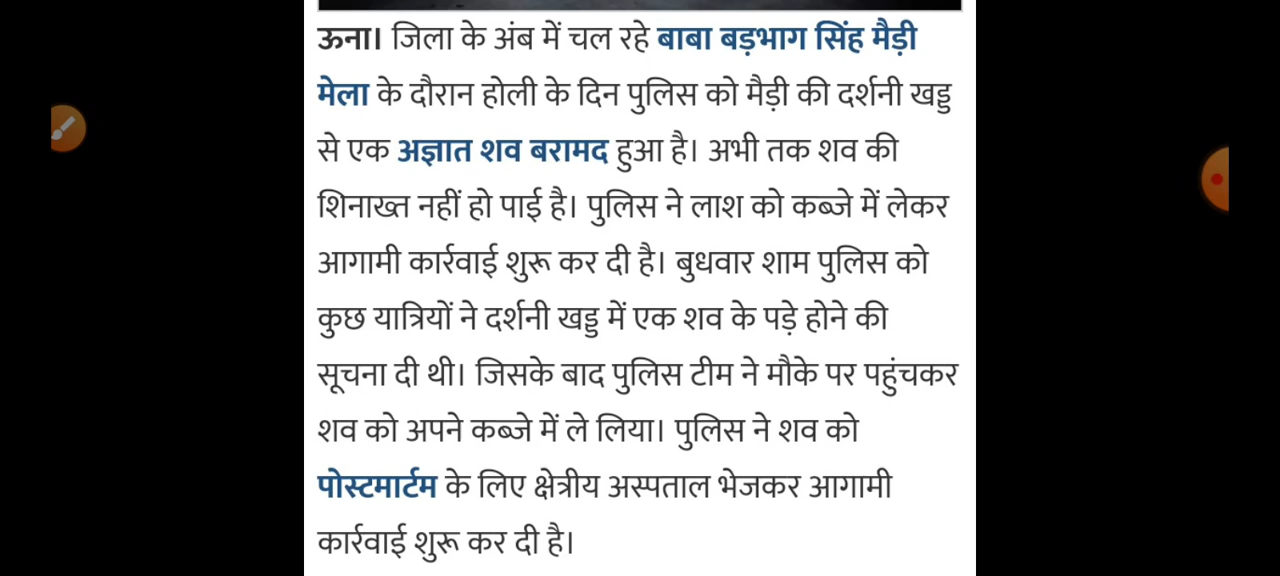 ऊना। जिला के अंब में चल रहे बाबा बड़भाग सिंह मैड़ी
मेला के दौरान होली के दिन पुलिस को मैड़ी की दर्शनी खड्ड
से एक अज्ञात शव बरामद हुआ है। अभी तक शव की
शिनाख्त नहीं हो पाई है। पुलिस ने लाश को कब्जे में लेकर
आगामी कार्रवाई शुरू कर दी है। बुधवार शाम पुलिस को
कुछ यात्रियों ने दर्शनी खड्ड में एक शव के पड़े होने की
सूचना दी थी। जिसके बाद पुलिस टीम ने मौके पर पहुंचकर
शव को अपने कब्जे में ले लिया। पुलिस ने शव को
पोस्टमार्टम के लिए क्षेत्रीय अस्पताल भेजकर आगामी
कार्रवाई शुरू कर दी है।